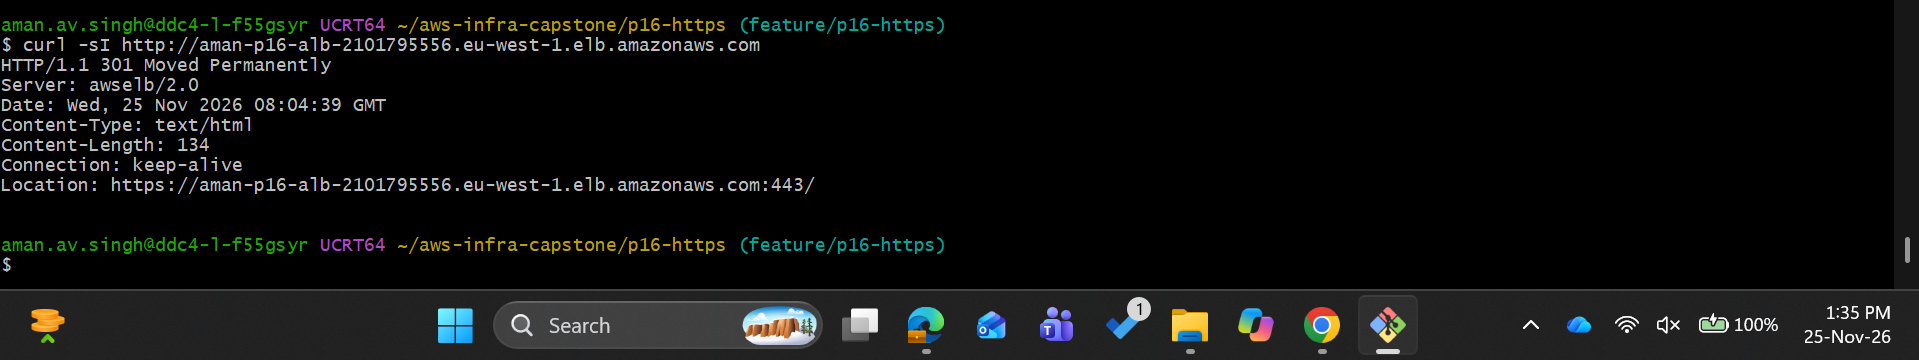 aman.av.singh@ddc4-l-f55gsyr UCRT64 ~/aws-infra-capstone/p16-https (feature/p16-https)
$ curl -sI http://aman-p16-alb-2101795556.eu-west-1.elb.amazonaws.com
HTTP/1.1 301 Moved Permanently
Server: awselb/2.0
Date: Wed, 25 Nov 2026 08:04:39 GMT
Content-Type: text/html
Content-Length: 134
Connection: keep-alive
Location: https://aman-p16-alb-2101795556.eu-west-1.elb.amazonaws.com:443/
aman.av.singh@ddc4-l-f55gsyr UCRT64 ~/aws-infra-capstone/p16-https (feature/p16-https)
$
Search
1
100%
1:35 PM
25-Nov-26